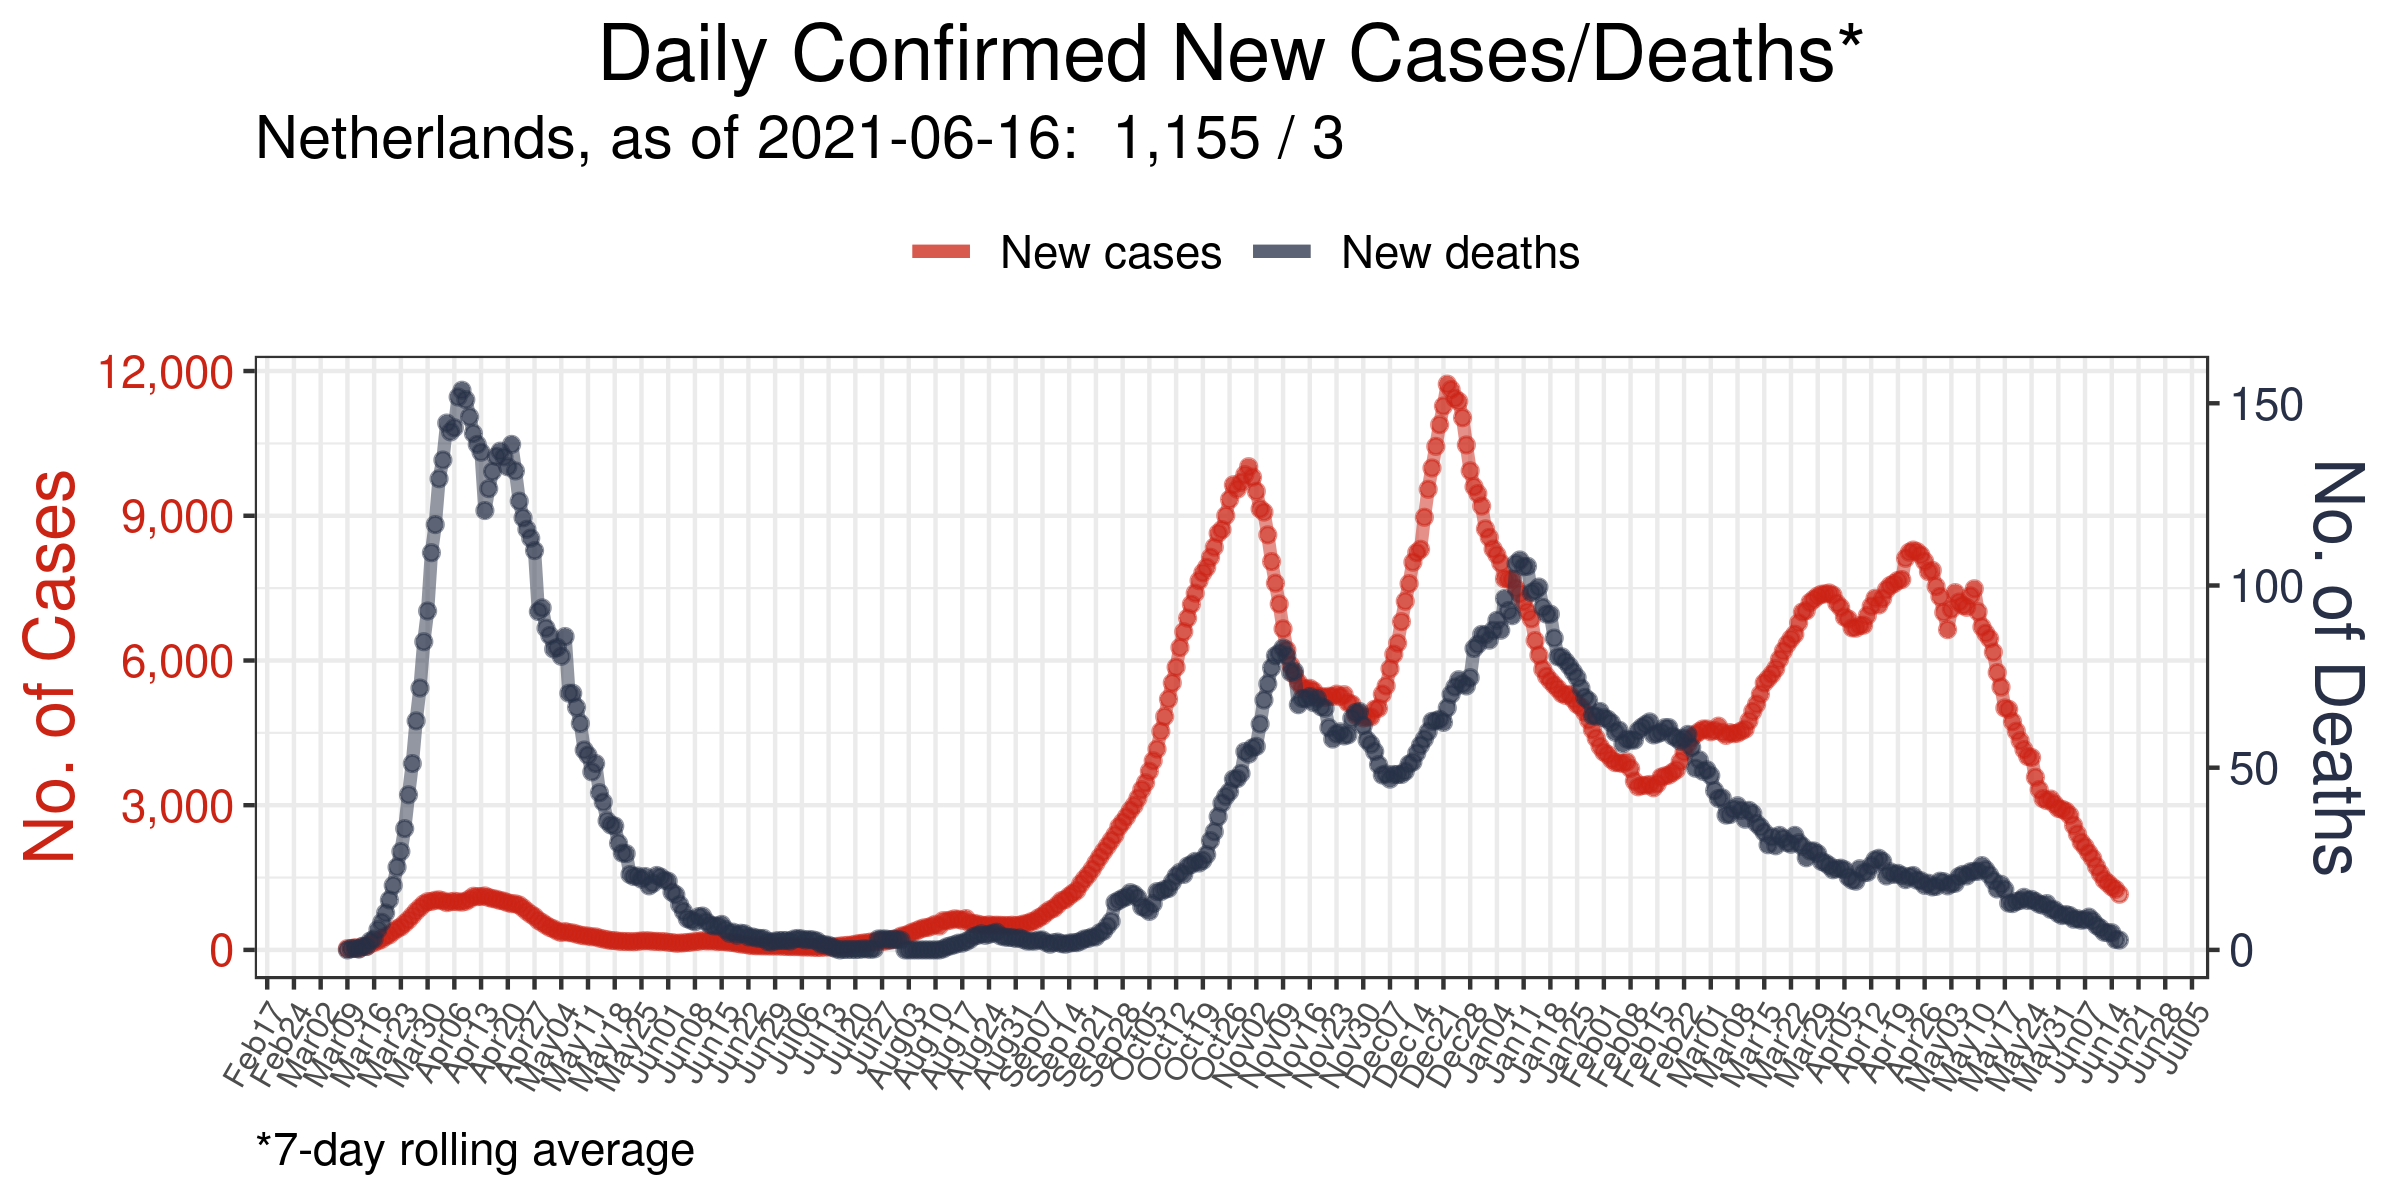 Daily Confirmed New Cases/Deaths*
Netherlands, as of 2021-06-16:  1,155 / 3
New cases
New deaths
No. of Cases
12,000
9,000
6,000
3,000
0
150
100
50
0
No. of Deaths
Feb17
Feb24
Mar02
Mar09
Mar16
Mar23
Mar30
Apr06
Apr13
Apr20
Apr27
May04
May11
May18
May25
Jun01
Jun08
Jun15
Jun22
Jun29
Jul06
Jul13
Jul20
Jul27
Aug03
Aug10
Aug17
Aug24
Aug31
Sep07
Sep14
Sep21
Sep28
Oct05
Oct12
Oct19
Oct26
Nov02
Nov09
Nov16
Nov23
Nov30
Dec07
Dec14
Dec21
Dec28
Jan04
Jan11
Jan18
Jan25
Feb01
Feb08
Feb15
Feb22
Mar01
Mar08
Mar15
Mar22
Mar29
Apr05
Apr12
Apr19
Apr26
May03
May10
May17
May24
May31
Jun07
Jun14
Jun21
Jun28
Jul05
*7-day rolling average